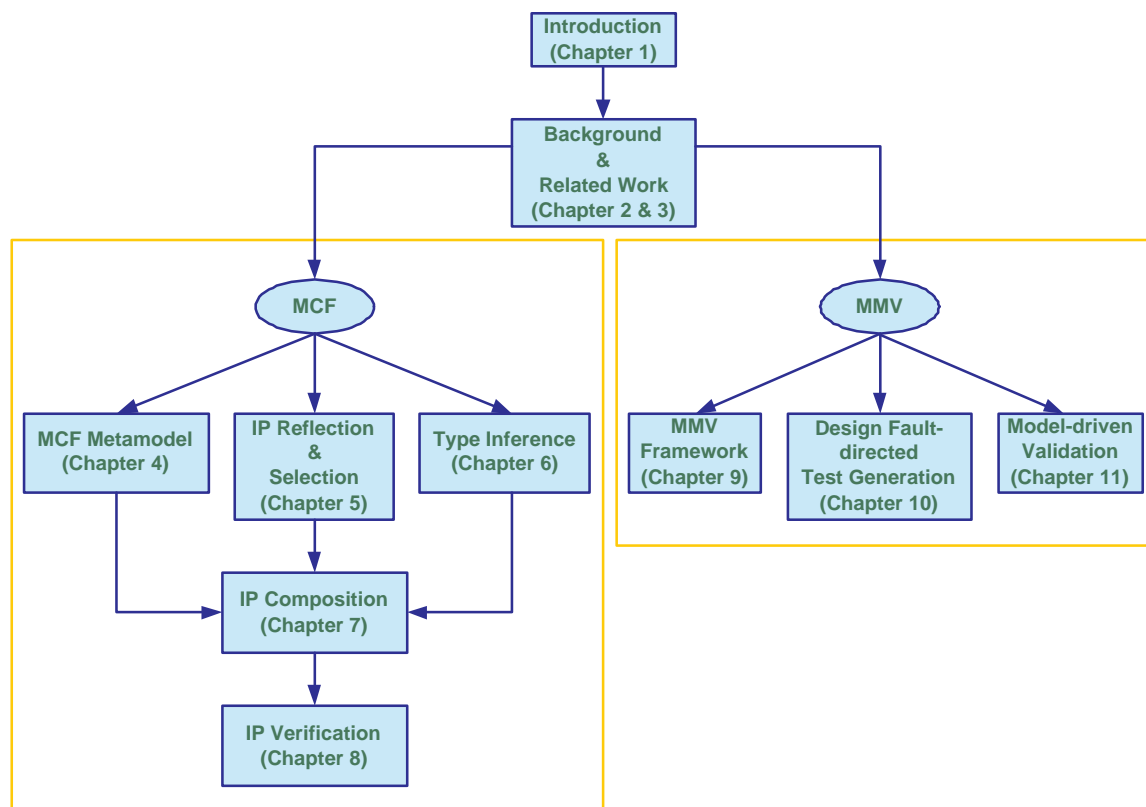 Introduction
(Chapter 1)
Background
&
Related Work
(Chapter 2 & 3)
MCF
MMV
MCF Metamodel
(Chapter 4)
IP Reflection
&
Selection
(Chapter 5)
Type Inference
(Chapter 6)
MMV
Framework
(Chapter 9)
Design Fault-
directed
Test Generation
(Chapter 10)
Model-driven
Validation
(Chapter 11)
IP Composition
(Chapter 7)
IP Verification
(Chapter 8)